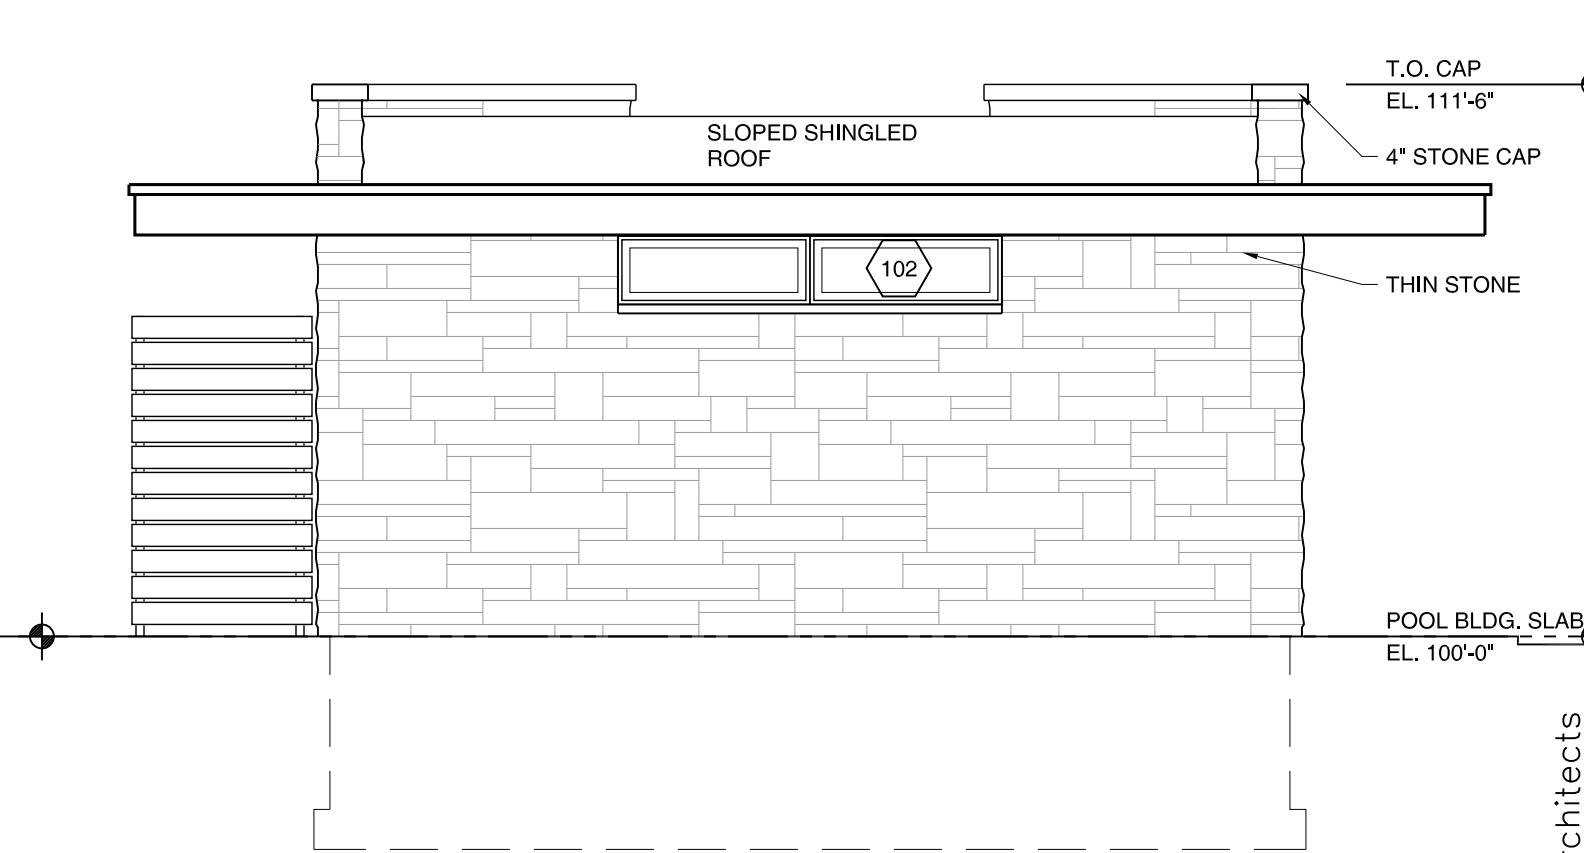 T.O. CAP
EL. 111'-6"
SLOPED SHINGLED
ROOF
4" STONE CAP
102
THIN STONE
POOL BLDG. SLAB
EL. 100'-0"